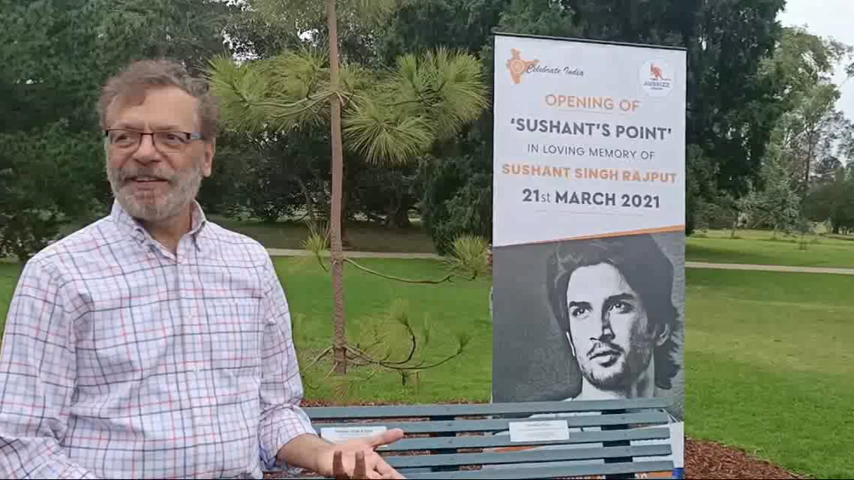 Celebrate India
OPENING OF
'SUSHANT'S POINT'
IN LOVING MEMORY OF
SUSHANT SINGH RAJPUT
21st MARCH 2021